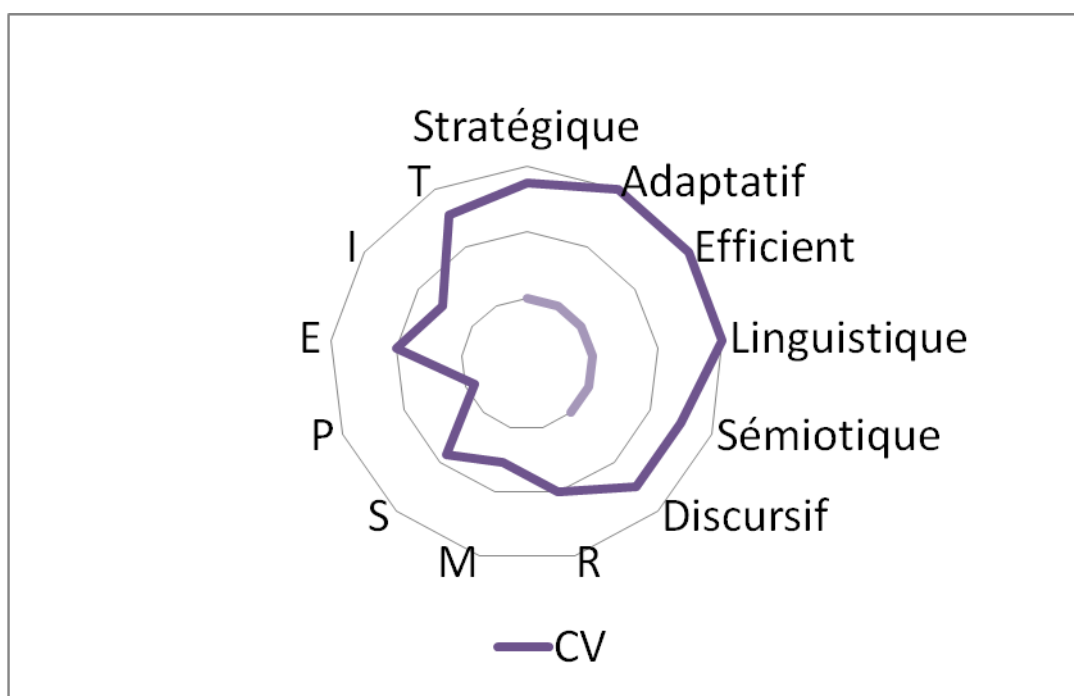 Stratégique
Adaptatif
Efficient
Linguistique
Sémiotique
Discursif
R
M
S
P
E
I
T
CV